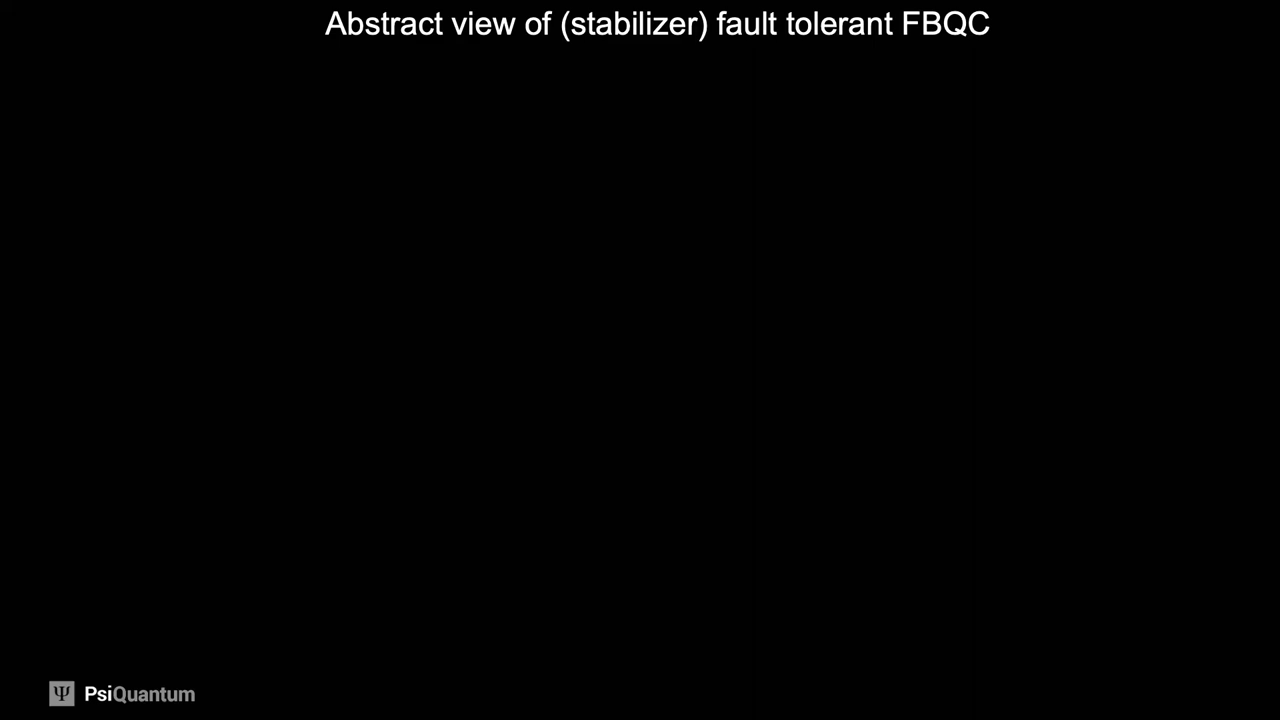 Abstract view of (stabilizer) fault tolerant FBQC
Ψ PsiQuantum